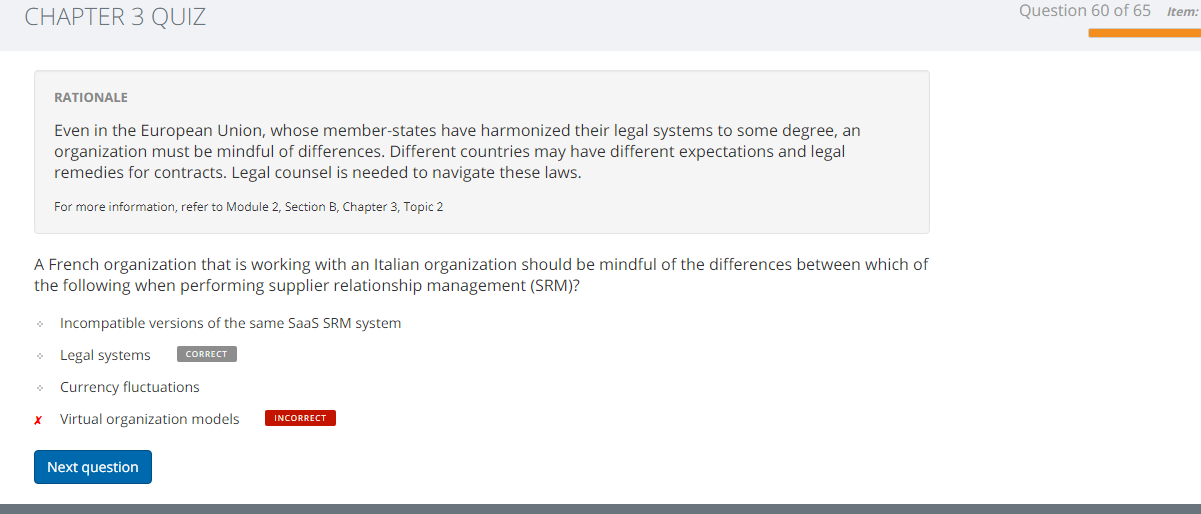 CHAPTER 3 QUIZ
Question 60 of 65 Item:
RATIONALE
Even in the European Union, whose member-states have harmonized their legal systems to some degree, an
organization must be mindful of differences. Different countries may have different expectations and legal
remedies for contracts. Legal counsel is needed to navigate these laws.
For more information, refer to Module 2, Section B, Chapter 3, Topic 2
A French organization that is working with an Italian organization should be mindful of the differences between which of
the following when performing supplier relationship management (SRM)?
Incompatible versions of the same SaaS SRM system
Legal systems CORRECT
Currency fluctuations
✗ Virtual organization models INCORRECT
Next question